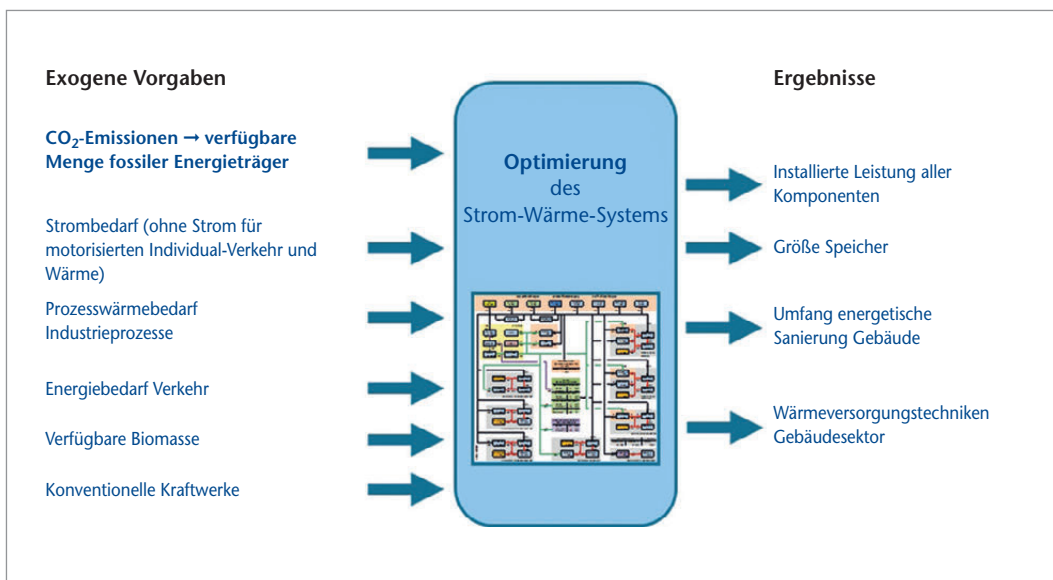 Exogene Vorgaben
CO₂-Emissionen → verfügbare
Menge fossiler Energieträger
Strombedarf (ohne Strom für
motorisierten Individual-Verkehr und
Wärme)
Prozesswärmebedarf
Industrieprozesse
Energiebedarf Verkehr
Verfügbare Biomasse
Konventionelle Kraftwerke
Optimierung
des
Strom-Wärme-Systems
Ergebnisse
Installierte Leistung aller
Komponenten
Größe Speicher
Umfang energetische
Sanierung Gebäude
Wärmeversorgungstechniken
Gebäudesektor